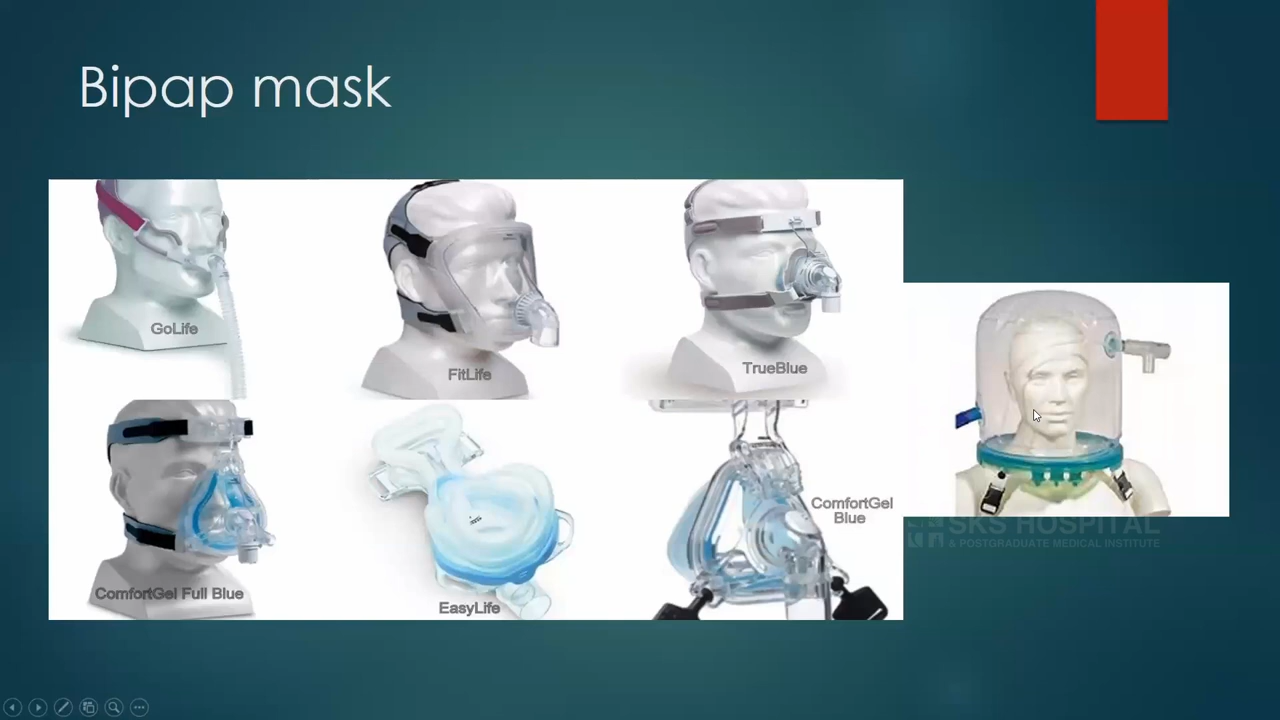 Bipap mask
GoLife
FitLife
TrueBlue
ComfortGel Full Blue
EasyLife
ComfortGel
Blue
SKS HOSPITAL
& POSTGRADUATE MEDICAL INSTITUTE